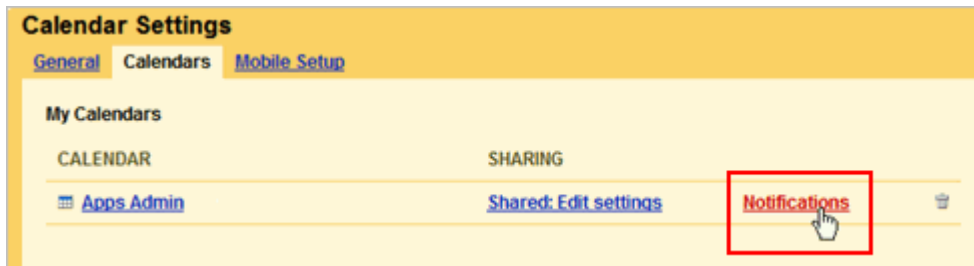 Calendar Settings
General Calendars Mobile Setup
My Calendars
CALENDAR SHARING
Apps Admin Shared: Edit settings Notifications